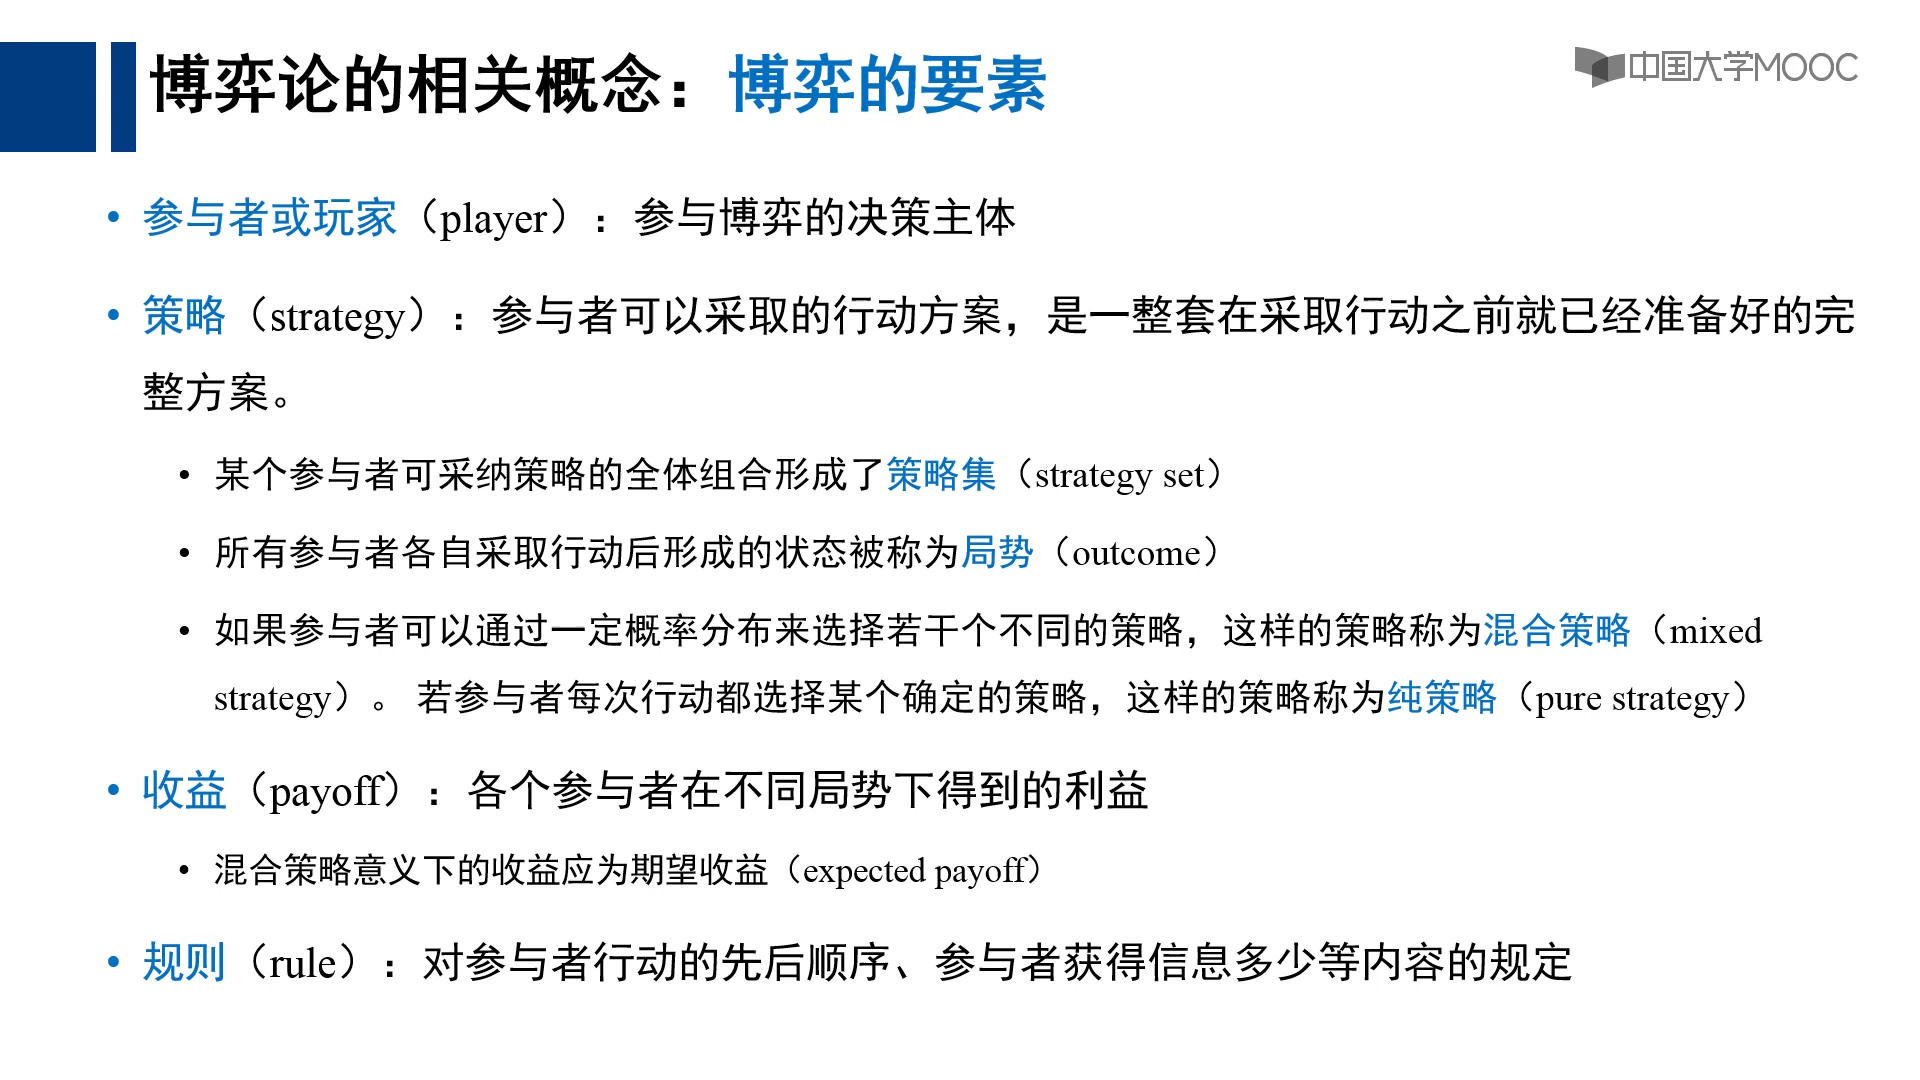 博弈论的相关概念：博弈的要素
中国大学MOOC
• 参与者或玩家（player）：参与博弈的决策主体
• 策略（strategy）：参与者可以采取的行动方案，是一整套在采取行动之前就已经准备好的完
整方案。
• 某个参与者可采纳策略的全体组合形成了策略集（strategy set）
• 所有参与者各自采取行动后形成的状态被称为局势（outcome）
• 如果参与者可以通过一定概率分布来选择若干个不同的策略，这样的策略称为混合策略（mixed
strategy）。 若参与者每次行动都选择某个确定的策略，这样的策略称为纯策略（pure strategy）
• 收益（payoff）：各个参与者在不同局势下得到的利益
• 混合策略意义下的收益应为期望收益（expected payoff）
• 规则（rule）：对参与者行动的先后顺序、参与者获得信息多少等内容的规定